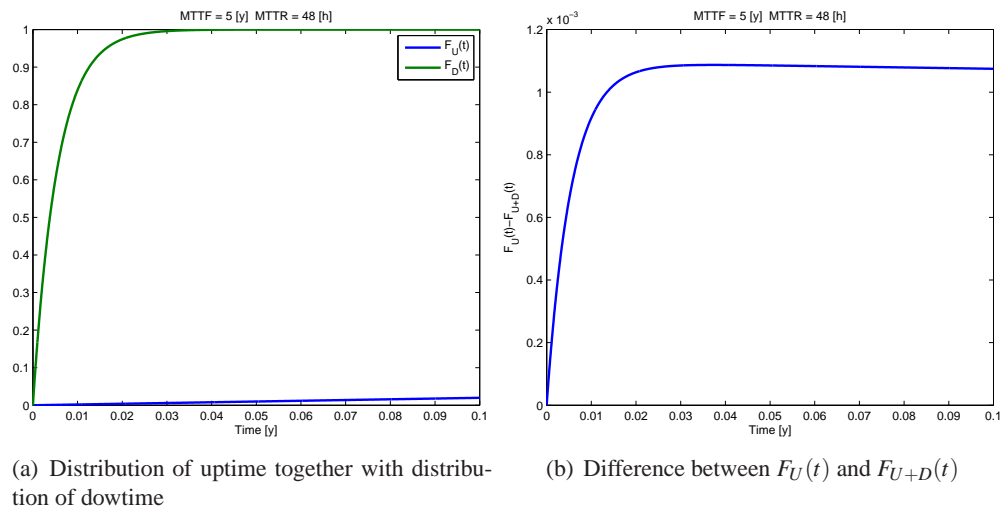 MTTF = 5 [y]  MTTR = 48 [h]
1
0.9
0.8
0.7
0.6
0.5
0.4
0.3
0.2
0.1
0
F_U(t)
F_D(t)
0 0.01 0.02 0.03 0.04 0.05 0.06 0.07 0.08 0.09 0.1
Time [y]
(a) Distribution of uptime together with distribu-
tion of dowtime
MTTF = 5 [y]  MTTR = 48 [h]
x 10⁻³
1.2
1
0.8
0.6
0.4
0.2
0
F_U(t)−F_{U+D}(t)
0 0.01 0.02 0.03 0.04 0.05 0.06 0.07 0.08 0.09 0.1
Time [y]
(b) Difference between F_U(t) and F_{U+D}(t)